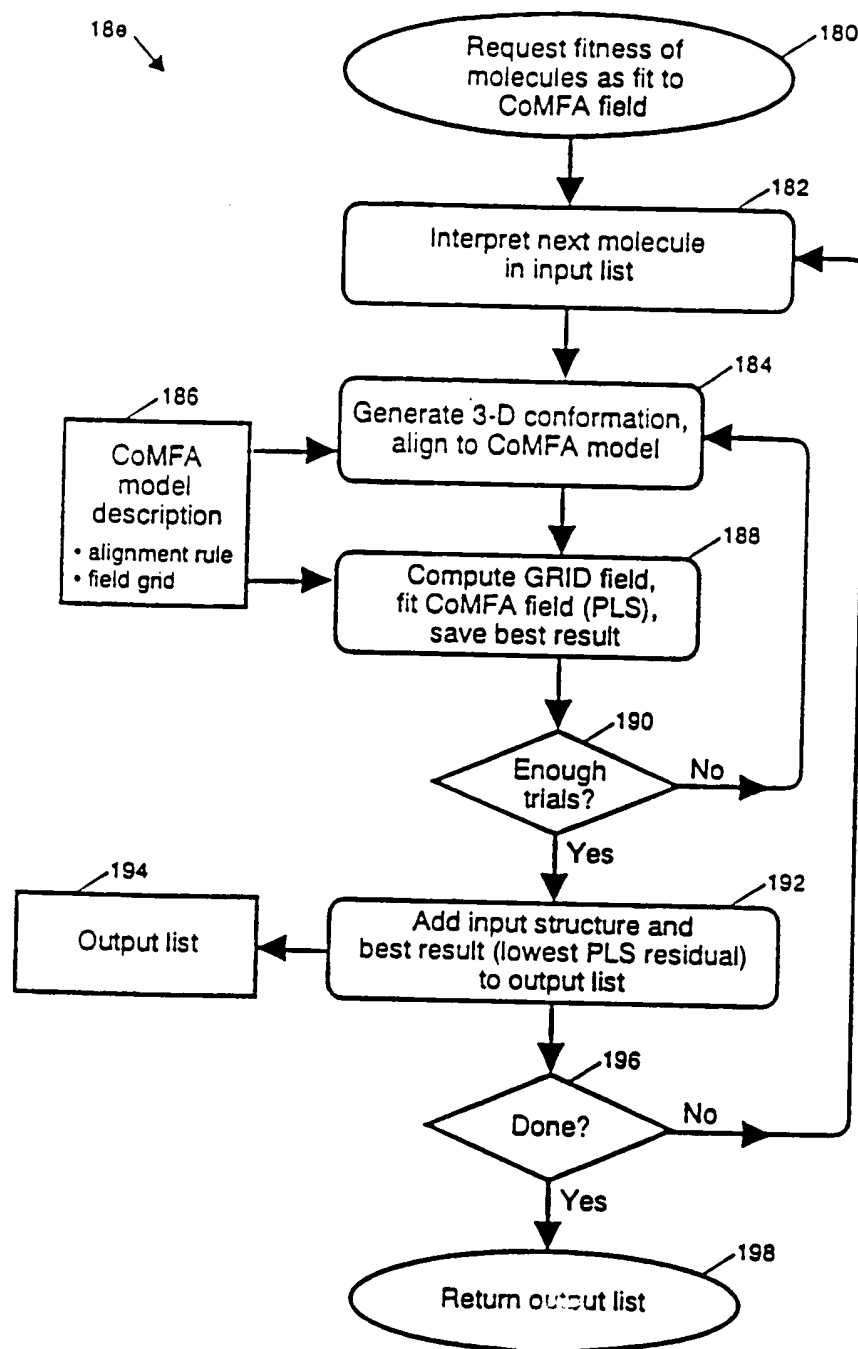 18e
180
Request fitness of
molecules as fit to
CoMFA field
182
Interpret next molecule
in input list
184
Generate 3-D conformation,
align to CoMFA model
186
CoMFA
model
description
• alignment rule
• field grid
188
Compute GRID field,
fit CoMFA field (PLS),
save best result
190
Enough
trials?
No
Yes
192
Add input structure and
best result (lowest PLS residual)
to output list
194
Output list
196
Done?
No
Yes
198
Return output list